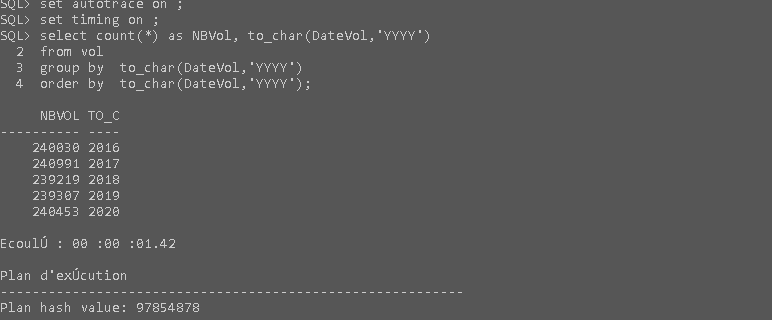 SQL> set autotrace on ;
SQL> set timing on ;
SQL> select count(*) as NBVol, to_char(DateVol,'YYYY')
  2  from vol
  3  group by  to_char(DateVol,'YYYY')
  4  order by  to_char(DateVol,'YYYY');
     NBVOL TO_C
---------- ----
    240030 2016
    240991 2017
    239219 2018
    239307 2019
    240453 2020
EcoulÚ : 00 :00 :01.42
Plan d'exÚcution
----------------------------------------------------------
Plan hash value: 97854878